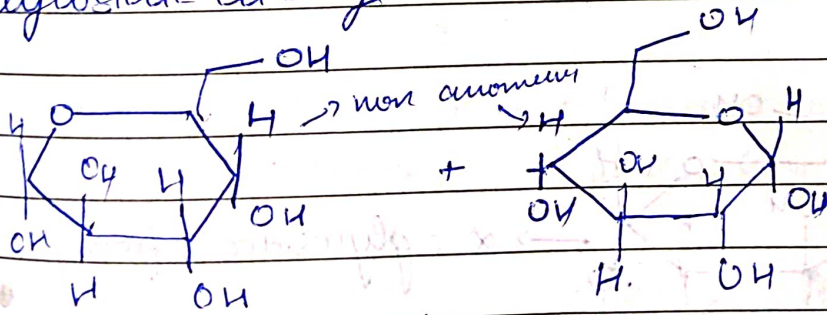 OH
OH
H O H → non anomeric → H O H
OH H + OH H
OH OH OH OH
H OH H. OH